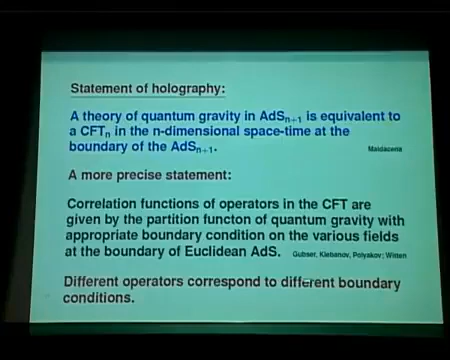 Statement of holography:
A theory of quantum gravity in AdSn+1 is equivalent to
a CFTn in the n-dimensional space-time at the
boundary of the AdSn+1.
Maldacena
A more precise statement:
Correlation functions of operators in the CFT are
given by the partition functon of quantum gravity with
appropriate boundary condition on the various fields
at the boundary of Euclidean AdS.
Gubser, Klebanov, Polyakov; Witten
Different operators correspond to different boundary
conditions.